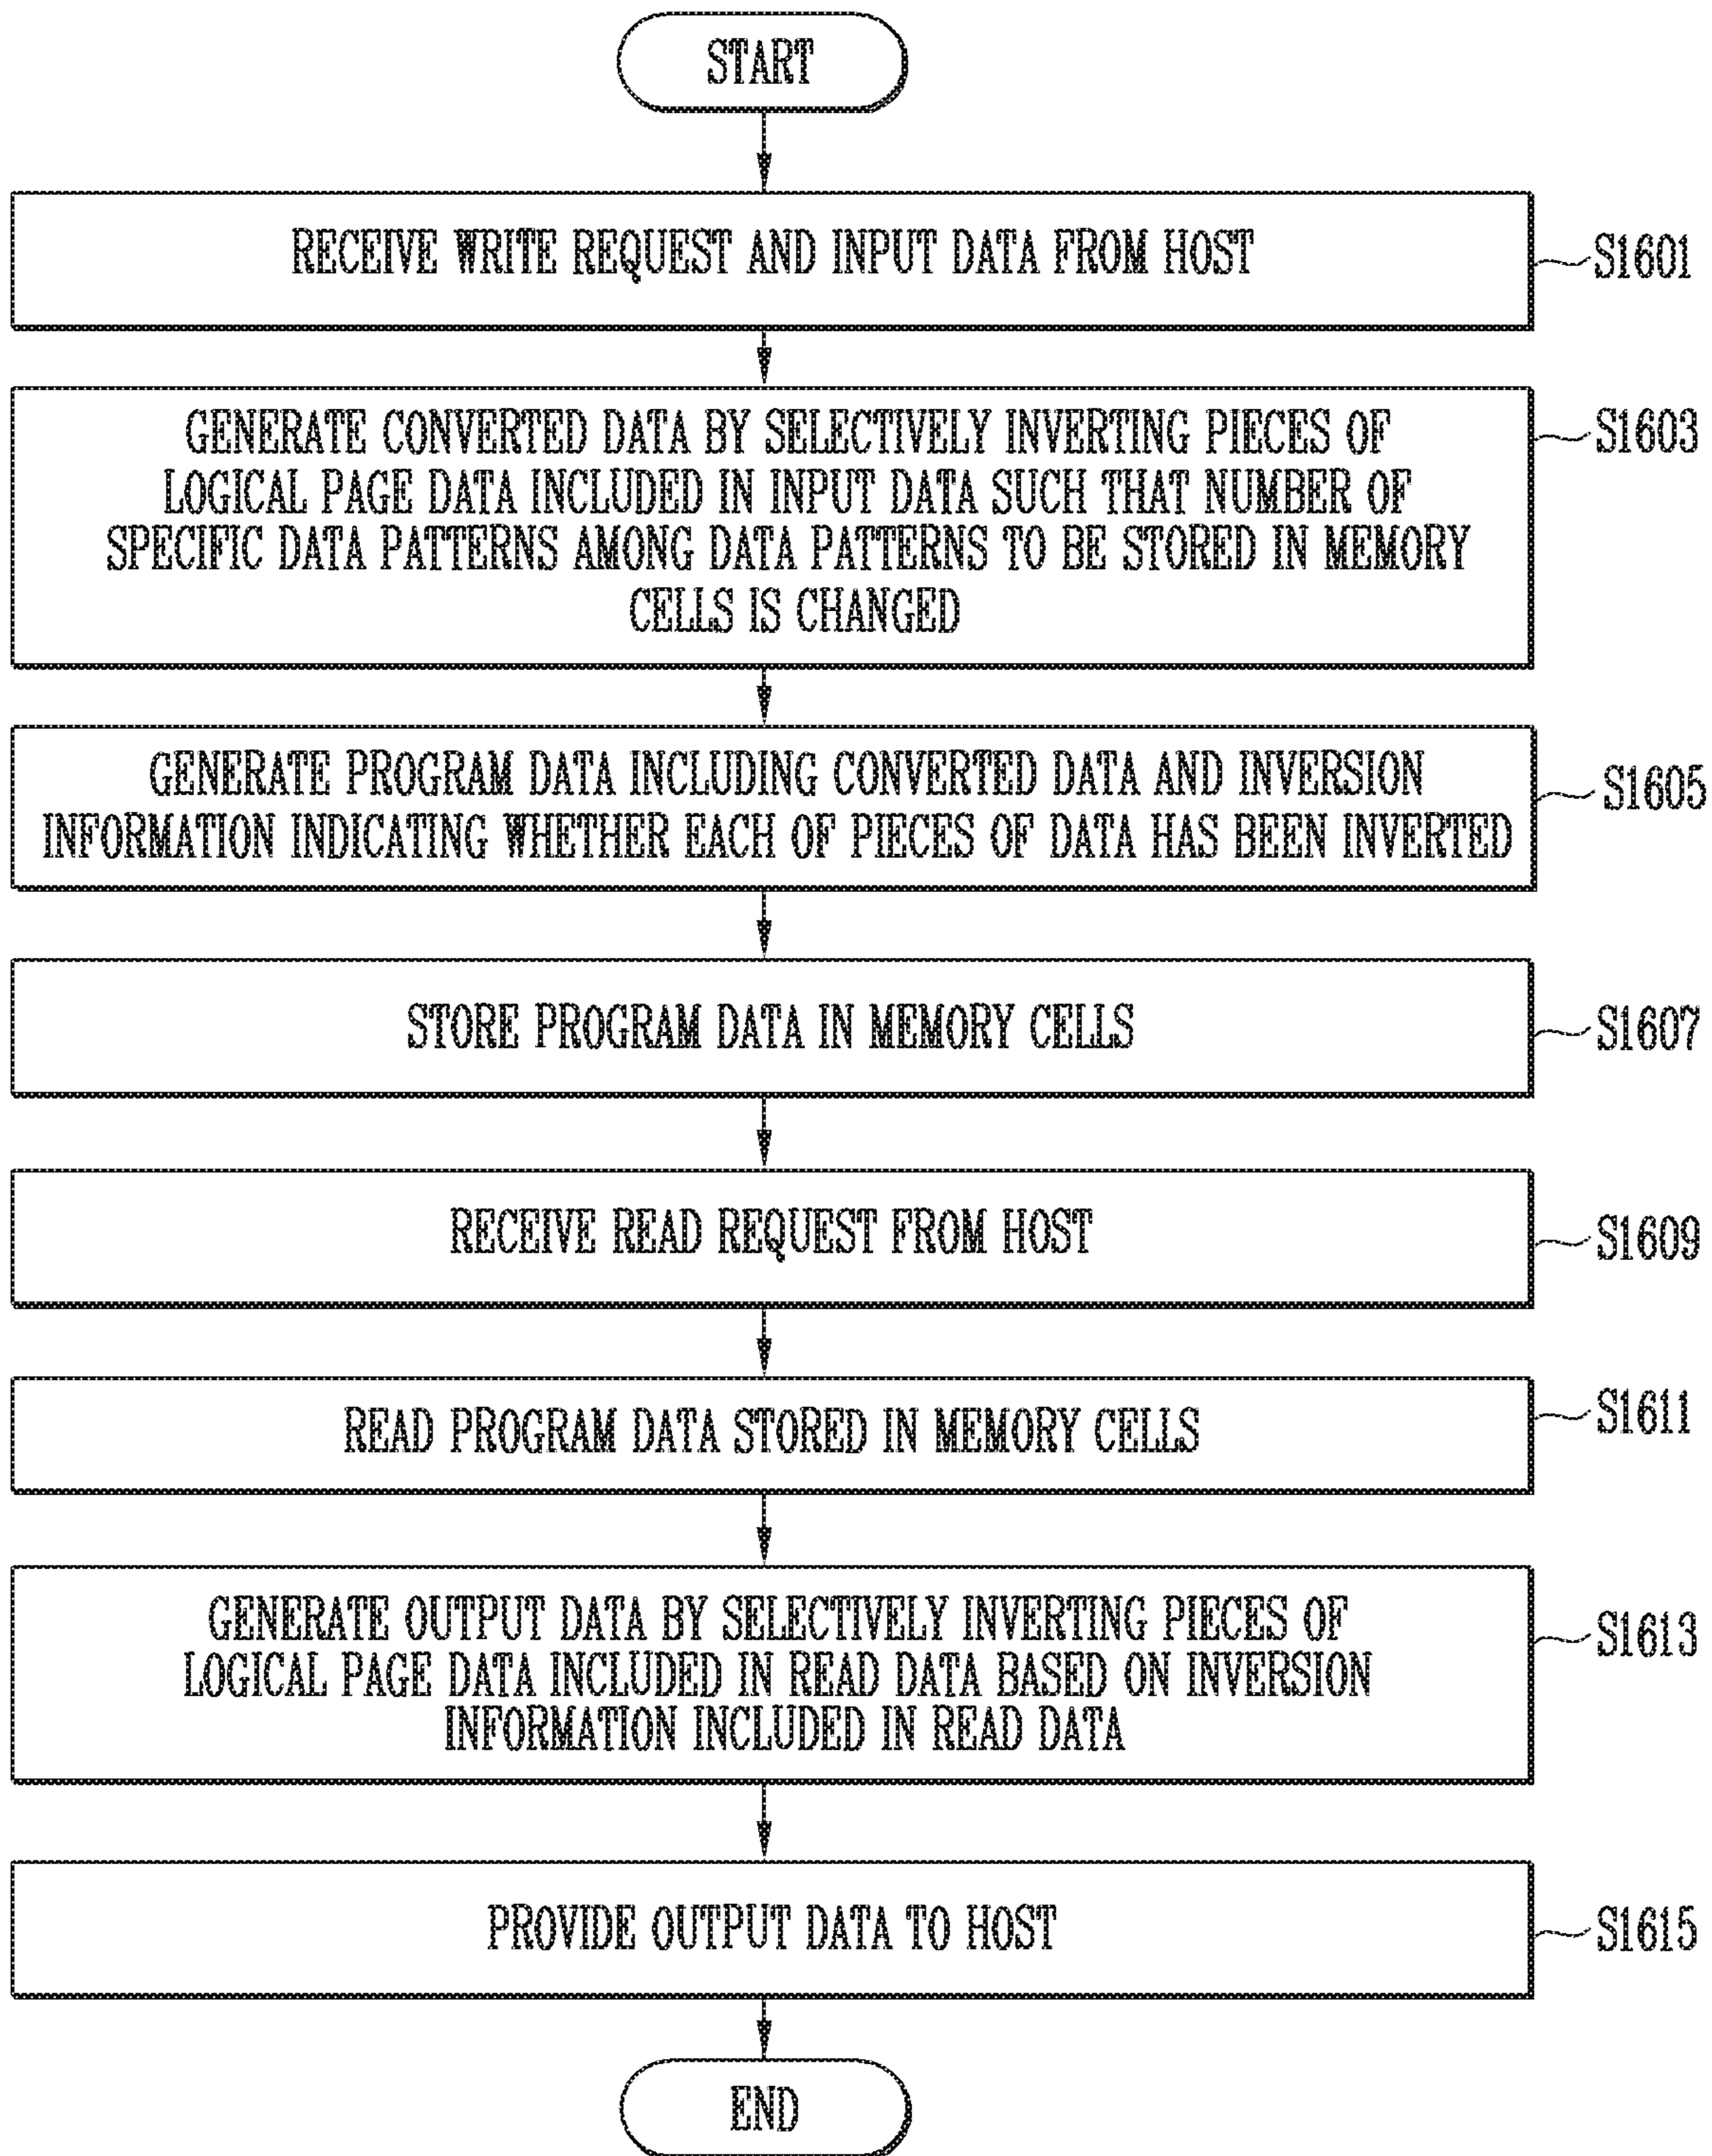 START
RECEIVE WRITE REQUEST AND INPUT DATA FROM HOST
S1601
GENERATE CONVERTED DATA BY SELECTIVELY INVERTING PIECES OF
LOGICAL PAGE DATA INCLUDED IN INPUT DATA SUCH THAT NUMBER OF
SPECIFIC DATA PATTERNS AMONG DATA PATTERNS TO BE STORED IN MEMORY
CELLS IS CHANGED
S1603
GENERATE PROGRAM DATA INCLUDING CONVERTED DATA AND INVERSION
INFORMATION INDICATING WHETHER EACH OF PIECES OF DATA HAS BEEN INVERTED
S1605
STORE PROGRAM DATA IN MEMORY CELLS
S1607
RECEIVE READ REQUEST FROM HOST
S1609
READ PROGRAM DATA STORED IN MEMORY CELLS
S1611
GENERATE OUTPUT DATA BY SELECTIVELY INVERTING PIECES OF
LOGICAL PAGE DATA INCLUDED IN READ DATA BASED ON INVERSION
INFORMATION INCLUDED IN READ DATA
S1613
PROVIDE OUTPUT DATA TO HOST
S1615
END